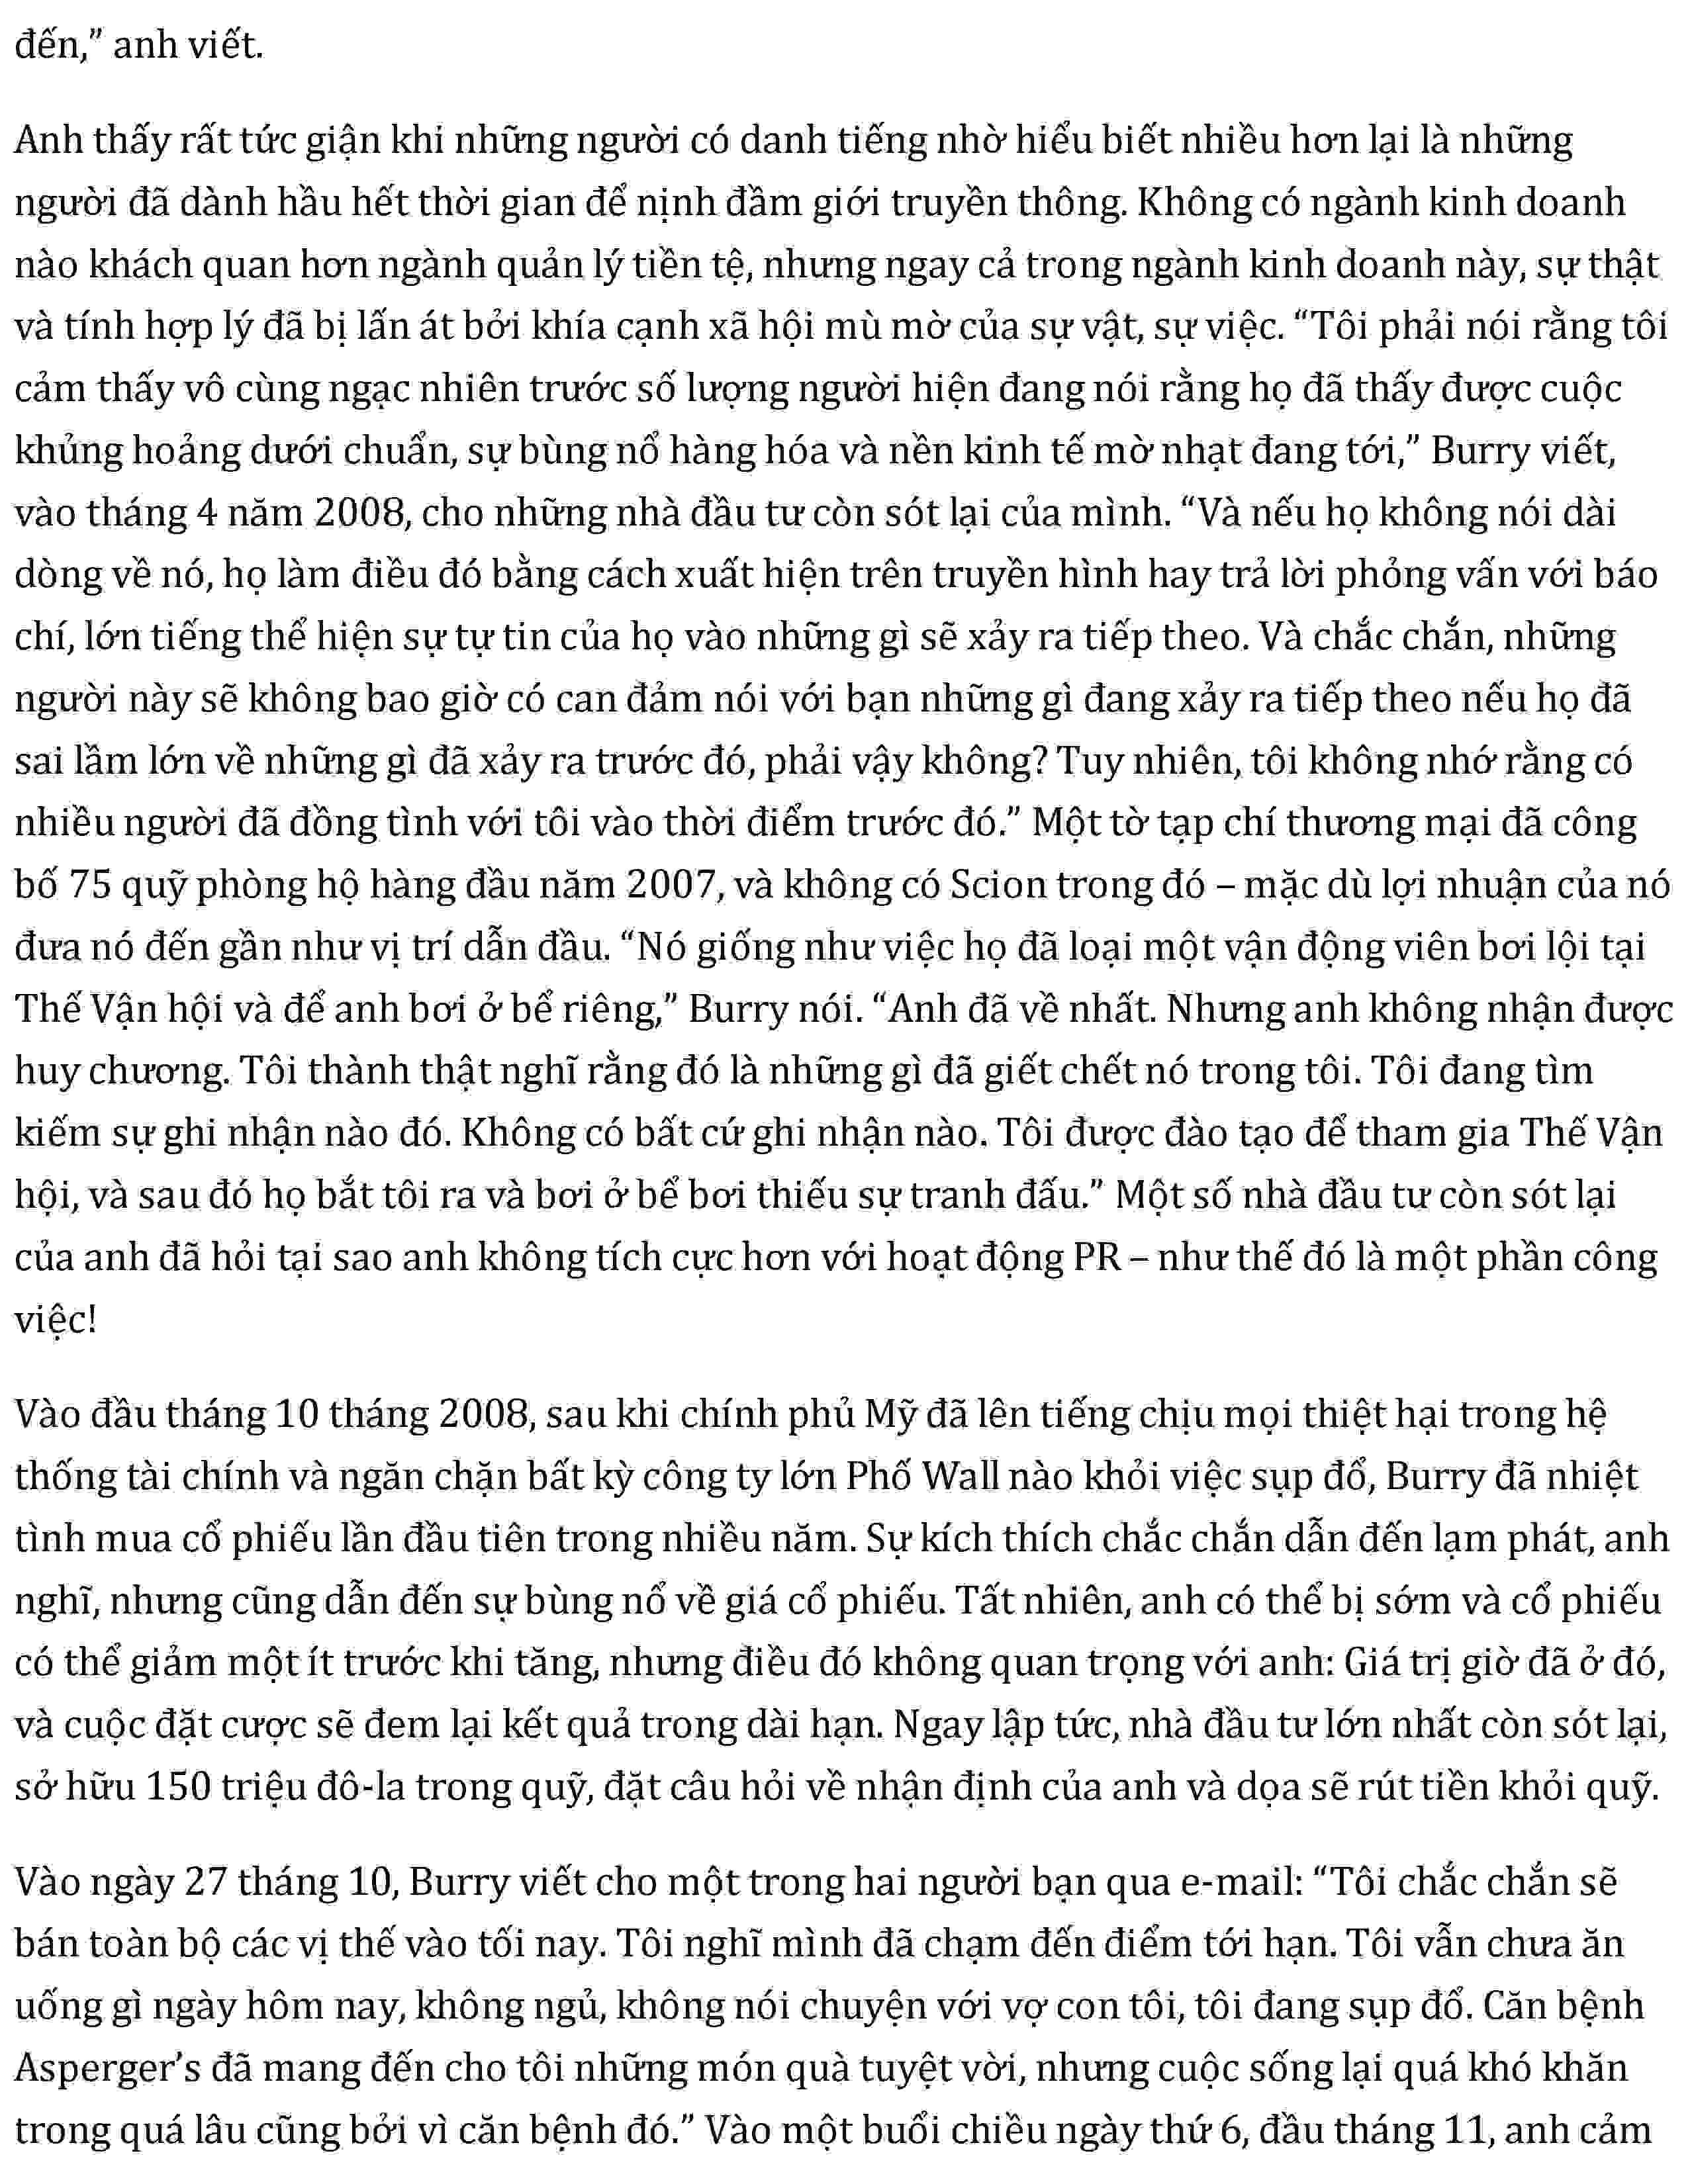 đến,” anh viết.
Anh thấy rất tức giận khi những người có danh tiếng nhờ hiểu biết nhiều hơn lại là những
người đã dành hầu hết thời gian để nịnh đầm giới truyền thông. Không có ngành kinh doanh
nào khách quan hơn ngành quản lý tiền tệ, nhưng ngay cả trong ngành kinh doanh này, sự thật
và tính hợp lý đã bị lấn át bởi khía cạnh xã hội mù mờ của sự vật, sự việc. “Tôi phải nói rằng tôi
cảm thấy vô cùng ngạc nhiên trước số lượng người hiện đang nói rằng họ đã thấy được cuộc
khủng hoảng dưới chuẩn, sự bùng nổ hàng hóa và nền kinh tế mờ nhạt đang tới,” Burry viết,
vào tháng 4 năm 2008, cho những nhà đầu tư còn sót lại của mình. “Và nếu họ không nói dài
dòng về nó, họ làm điều đó bằng cách xuất hiện trên truyền hình hay trả lời phỏng vấn với báo
chí, lớn tiếng thể hiện sự tự tin của họ vào những gì sẽ xảy ra tiếp theo. Và chắc chắn, những
người này sẽ không bao giờ có can đảm nói với bạn những gì đang xảy ra tiếp theo nếu họ đã
sai lầm lớn về những gì đã xảy ra trước đó, phải vậy không? Tuy nhiên, tôi không nhớ rằng có
nhiều người đã đồng tình với tôi vào thời điểm trước đó.” Một tờ tạp chí thương mại đã công
bố 75 quỹ phòng hộ hàng đầu năm 2007, và không có Scion trong đó – mặc dù lợi nhuận của nó
đưa nó đến gần như vị trí dẫn đầu. “Nó giống như việc họ đã loại một vận động viên bơi lội tại
Thế Vận hội và để anh bơi ở bể riêng,” Burry nói. “Anh đã về nhất. Nhưng anh không nhận được
huy chương. Tôi thành thật nghĩ rằng đó là những gì đã giết chết nó trong tôi. Tôi đang tìm
kiếm sự ghi nhận nào đó. Không có bất cứ ghi nhận nào. Tôi được đào tạo để tham gia Thế Vận
hội, và sau đó họ bắt tôi ra và bơi ở bể bơi thiếu sự tranh đấu.” Một số nhà đầu tư còn sót lại
của anh đã hỏi tại sao anh không tích cực hơn với hoạt động PR – như thế đó là một phần công
việc!
Vào đầu tháng 10 tháng 2008, sau khi chính phủ Mỹ đã lên tiếng chịu mọi thiệt hại trong hệ
thống tài chính và ngăn chặn bất kỳ công ty lớn Phố Wall nào khỏi việc sụp đổ, Burry đã nhiệt
tình mua cổ phiếu lần đầu tiên trong nhiều năm. Sự kích thích chắc chắn dẫn đến lạm phát, anh
nghĩ, nhưng cũng dẫn đến sự bùng nổ về giá cổ phiếu. Tất nhiên, anh có thể bị sớm và cổ phiếu
có thể giảm một ít trước khi tăng, nhưng điều đó không quan trọng với anh: Giá trị giờ đã ở đó,
và cuộc đặt cược sẽ đem lại kết quả trong dài hạn. Ngay lập tức, nhà đầu tư lớn nhất còn sót lại,
sở hữu 150 triệu đô-la trong quỹ, đặt câu hỏi về nhận định của anh và dọa sẽ rút tiền khỏi quỹ.
Vào ngày 27 tháng 10, Burry viết cho một trong hai người bạn qua e-mail: “Tôi chắc chắn sẽ
bán toàn bộ các vị thế vào tối nay. Tôi nghĩ mình đã chạm đến điểm tới hạn. Tôi vẫn chưa ăn
uống gì ngày hôm nay, không ngủ, không nói chuyện với vợ con tôi, tôi đang sụp đổ. Căn bệnh
Asperger’s đã mang đến cho tôi những món quà tuyệt vời, nhưng cuộc sống lại quá khó khăn
trong quá lâu cũng bởi vì căn bệnh đó.” Vào một buổi chiều ngày thứ 6, đầu tháng 11, anh cảm